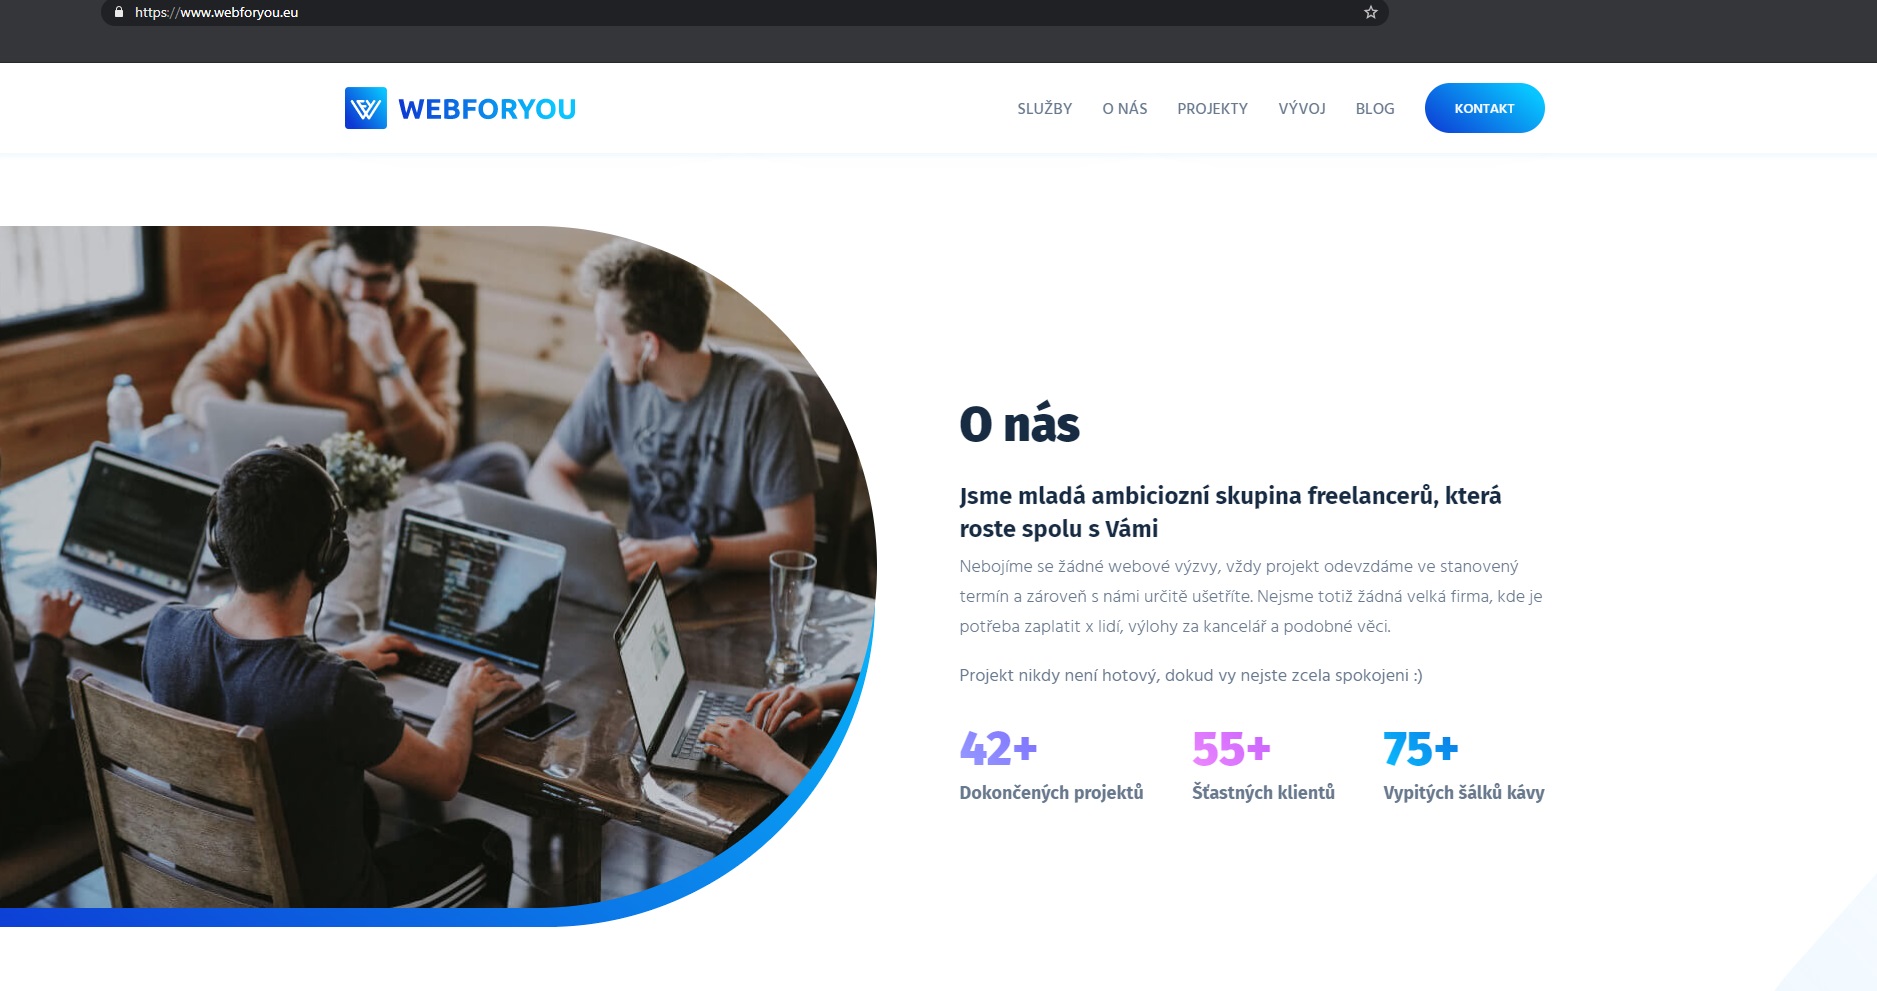 https://www.webforyou.eu
WEBFORYOU
SLUŽBY O NÁS PROJEKTY VÝVOJ BLOG KONTAKT
O nás
Jsme mladá ambiciozní skupina freelancerů, která
roste spolu s Vámi
Nebojíme se žádné webové výzvy, vždy projekt odevzdáme ve stanovený
termín a zároveň s námi určitě ušetříte. Nejsme totiž žádná velká firma, kde je
potřeba zaplatit x lidí, výlohy za kancelář a podobné věci.
Projekt nikdy není hotový, dokud vy nejste zcela spokojeni :)
42+ 55+ 75+
Dokončených projektů Šťastných klientů Vypitých šálků kávy